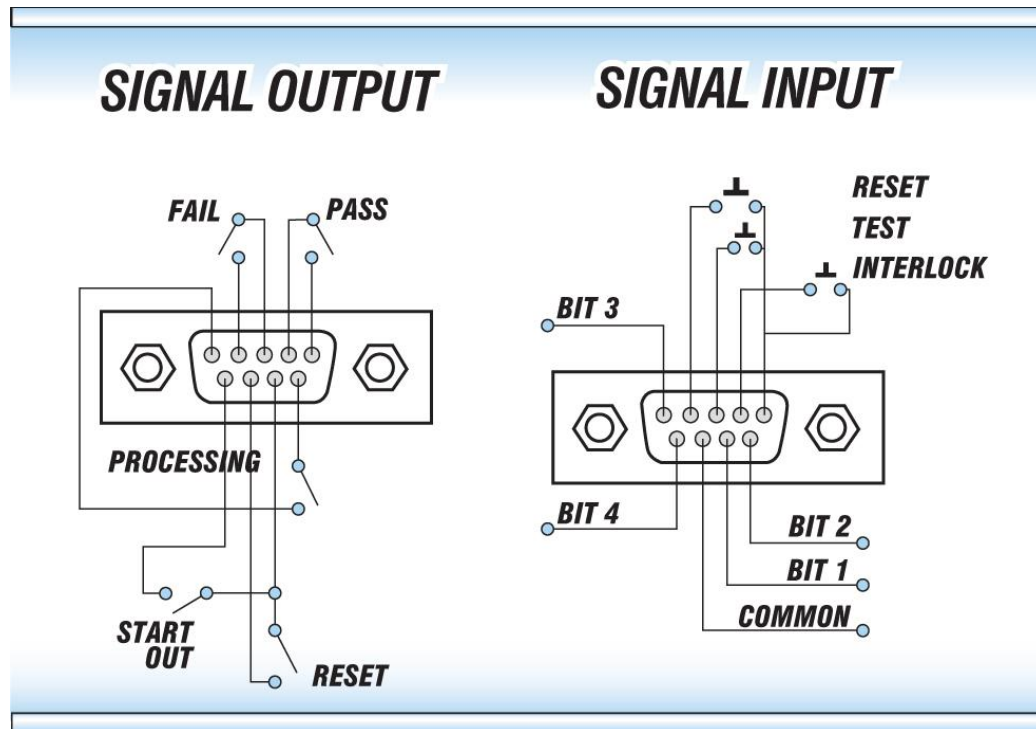 SIGNAL OUTPUT
SIGNAL INPUT
FAIL
PASS
PROCESSING
START
OUT
RESET
RESET
TEST
INTERLOCK
BIT 3
BIT 4
BIT 2
BIT 1
COMMON